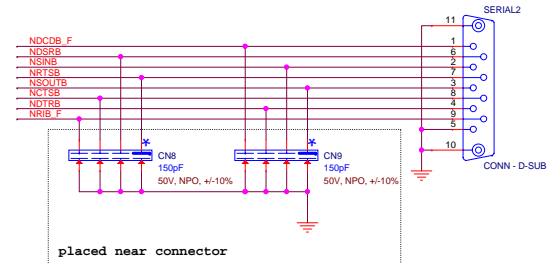 SERIAL2
11
NDCDB_F 1
NDSRB 6
NSINB 2
NRTSB 7
NSOUTB 3
NCTSB 8
NDTRB 4
NRIB_F 9
5
10
* *
CN8 CN9
150pF 150pF
50V, NPO, +/-10% 50V, NPO, +/-10%
CONN - D-SUB
placed near connector